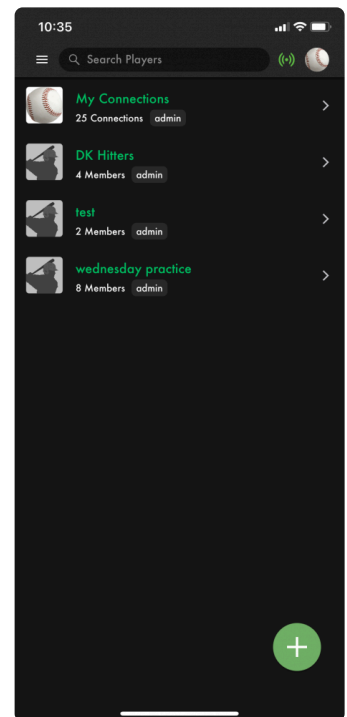 10:35
Search Players
My Connections
25 Connections admin
DK Hitters
4 Members admin
test
2 Members admin
wednesday practice
8 Members admin